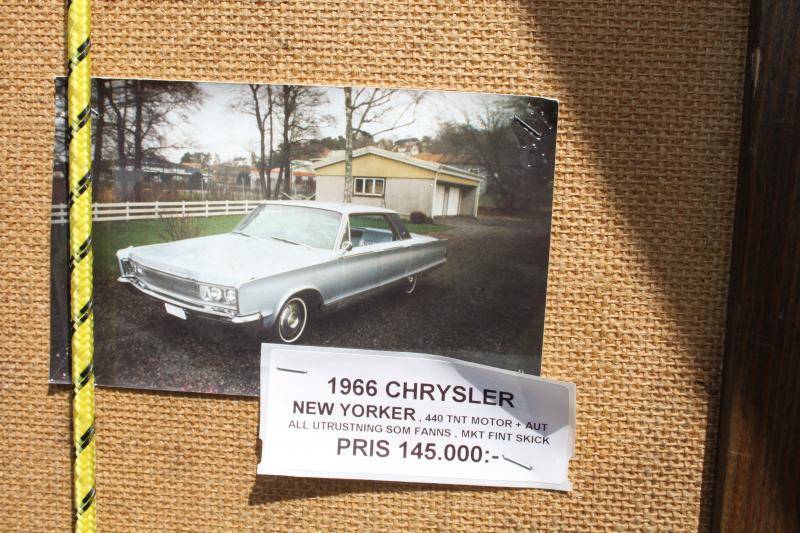 1966 CHRYSLER
NEW YORKER , 440 TNT MOTOR + AUT
ALL UTRUSTNING SOM FANNS , MKT FINT SKICK
PRIS 145.000:-